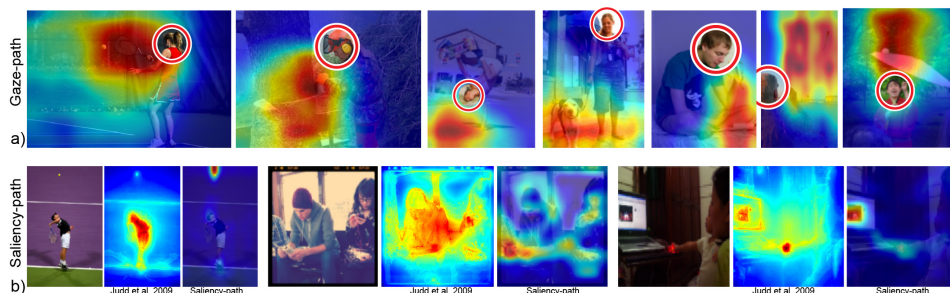 Gaze-path
a)
Saliency-path
b)
Judd et al. 2009 Saliency-path Judd et al. 2009 Saliency-path Judd et al. 2009 Saliency-path